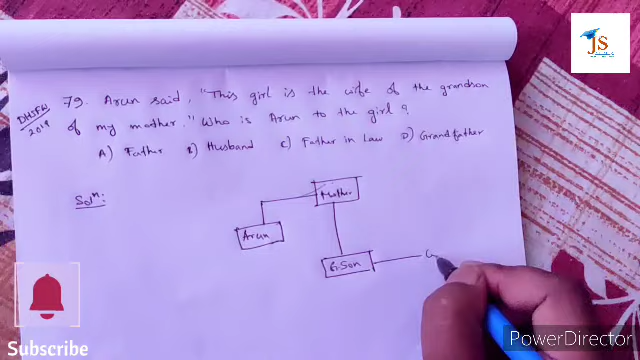 JS
DHJFW 2019
79. Arun said, "This girl is the wife of the grandson
of my mother." Who is Arun to the girl?
A) Father B) Husband C) Father in law D) Grandfather
Solⁿ:
Mother
Arun
G.Son
G
Subscribe
PowerDirector